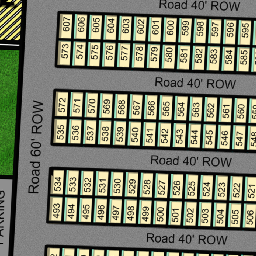 Road 40' ROW
607 606 605 604 603 602 601 600 599 598 597 596 595
573 574 575 576 577 578 579 580 581 582 583 584 585
Road 40' ROW
572 571 570 569 568 567 566 565 564 563 562 561 560
535 536 537 538 539 540 541 542 543 544 545 546 547 548
Road 60' ROW
Road 40' ROW
534 533 532 531 530 529 528 527 526 525 524 523 522 521
493 494 495 496 497 498 499 500 501 502 503 504 505 506
PARKING
Road 40' ROW